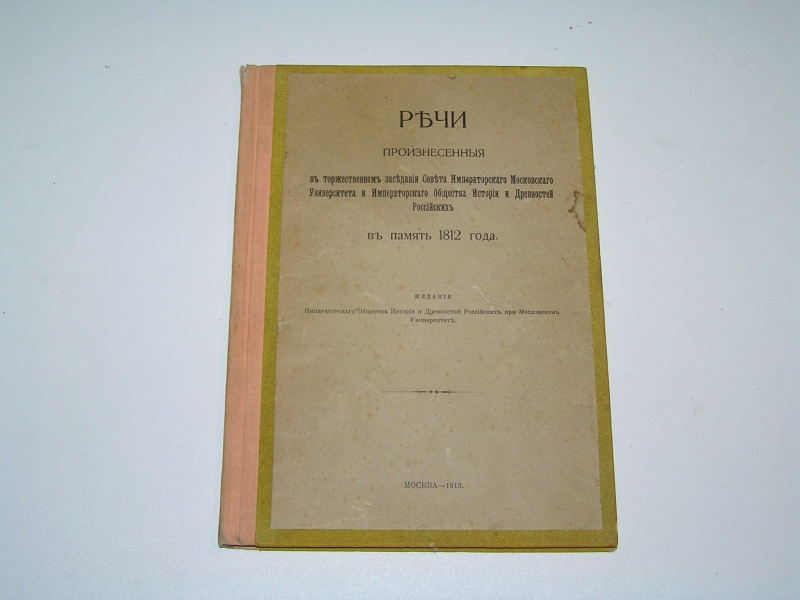 РѢЧИ
ПРОИЗНЕСЕННЫЯ
въ торжественномъ засѣданіи Совѣта Императорскаго Московскаго
Университета и Императорскаго Общества Исторіи и Древностей
Россійскихъ
въ память 1812 года.
ИЗДАНІЕ
Императорскаго Общества Исторіи и Древностей Россійскихъ при Московскомъ
Университетѣ.
МОСКВА—1913.